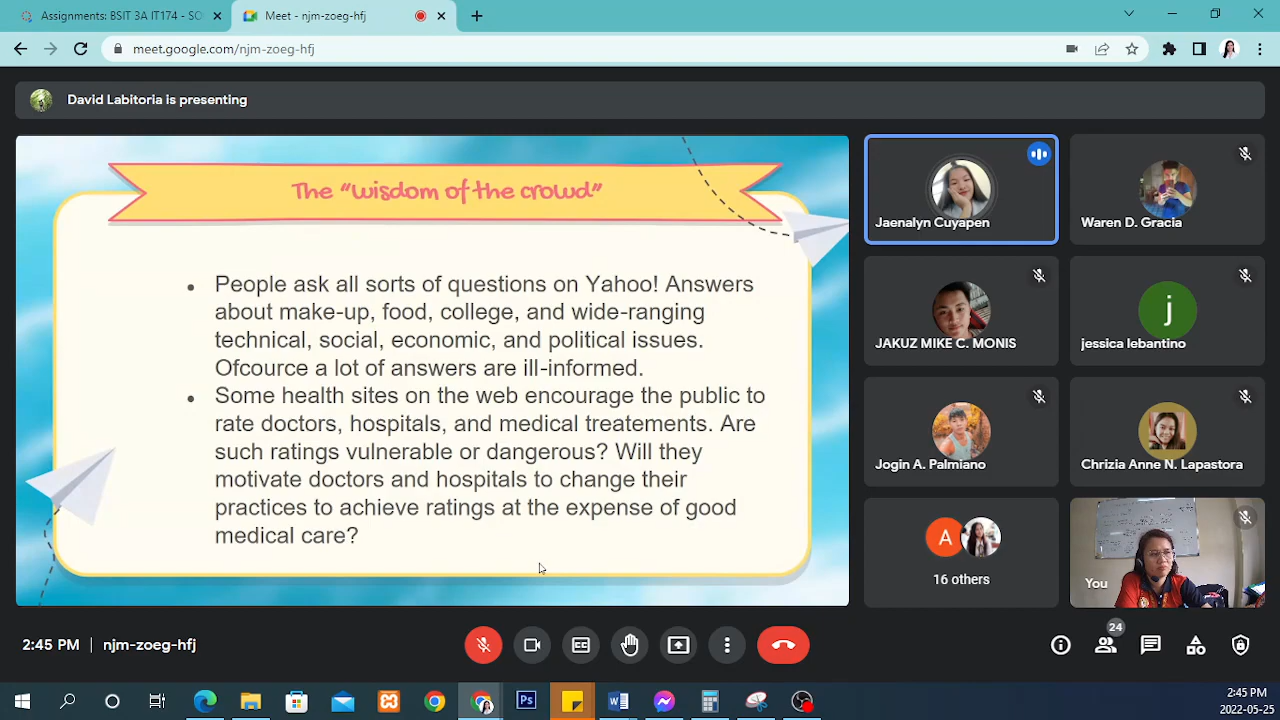 Assignments: BSIT 3A IT174 - SO
Meet - njm-zoeg-hfj
meet.google.com/njm-zoeg-hfj
David Labitoria is presenting
The "wisdom of the crowd"
• People ask all sorts of questions on Yahoo! Answers
about make-up, food, college, and wide-ranging
technical, social, economic, and political issues.
Ofcource a lot of answers are ill-informed.
• Some health sites on the web encourage the public to
rate doctors, hospitals, and medical treatements. Are
such ratings vulnerable or dangerous? Will they
motivate doctors and hospitals to change their
practices to achieve ratings at the expense of good
medical care?
Jaenalyn Cuyapen
Waren D. Gracia
JAKUZ MIKE C. MONIS
j
jessica lebantino
Jogin A. Palmiano
Chrizia Anne N. Lapastora
A
16 others
You
2:45 PM | njm-zoeg-hfj
24
Ps
2:45 PM
2022-05-25